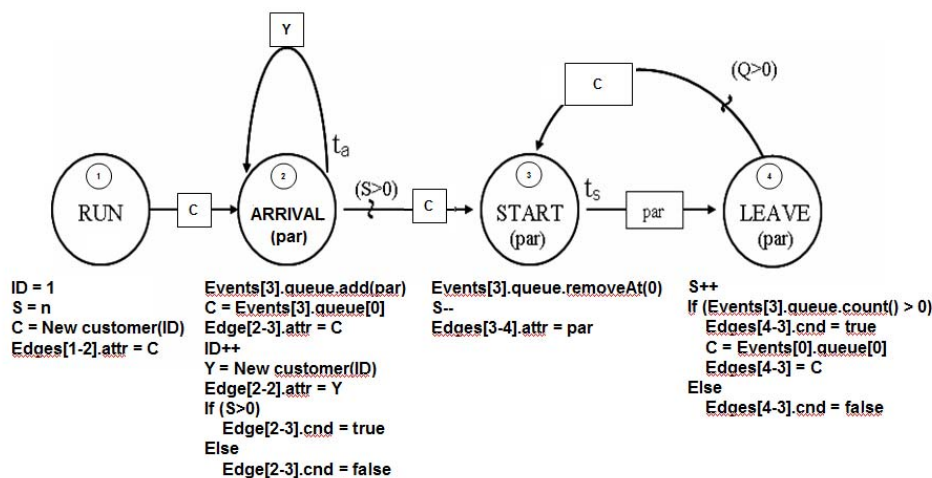 Y
C
(Q>0)
tₐ
1
2
3
4
RUN
C
ARRIVAL
(par)
(S>0)
C
START
(par)
tₛ
par
LEAVE
(par)
ID = 1
S = n
C = New customer(ID)
Edges[1-2].attr = C
Events[3].queue.add(par)
C = Events[3].queue[0]
Edge[2-3].attr = C
ID++
Y = New customer(ID)
Edge[2-2].attr = Y
If (S>0)
Edge[2-3].cnd = true
Else
Edge[2-3].cnd = false
Events[3].queue.removeAt(0)
S--
Edges[3-4].attr = par
S++
If (Events[3].queue.count() > 0)
Edges[4-3].cnd = true
C = Events[0].queue[0]
Edges[4-3] = C
Else
Edges[4-3].cnd = false